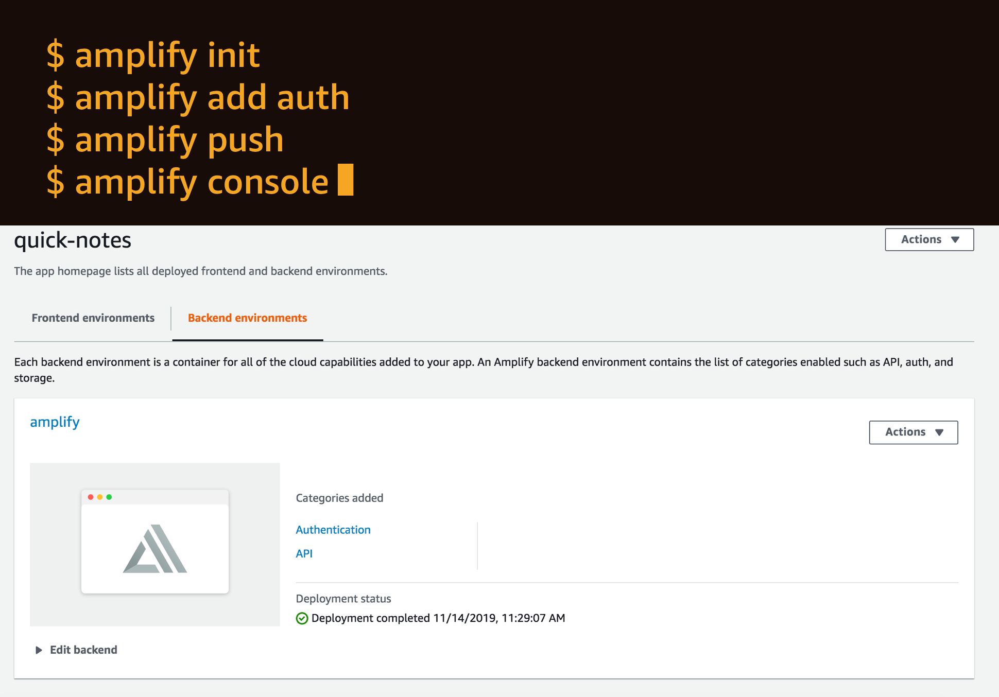 $ amplify init
$ amplify add auth
$ amplify push
$ amplify console
quick-notes
Actions
The app homepage lists all deployed frontend and backend environments.
Frontend environments
Backend environments
Each backend environment is a container for all of the cloud capabilities added to your app. An Amplify backend environment contains the list of categories enabled such as API, auth, and
storage.
amplify
Actions
Categories added
Authentication
API
Deployment status
Deployment completed 11/14/2019, 11:29:07 AM
Edit backend